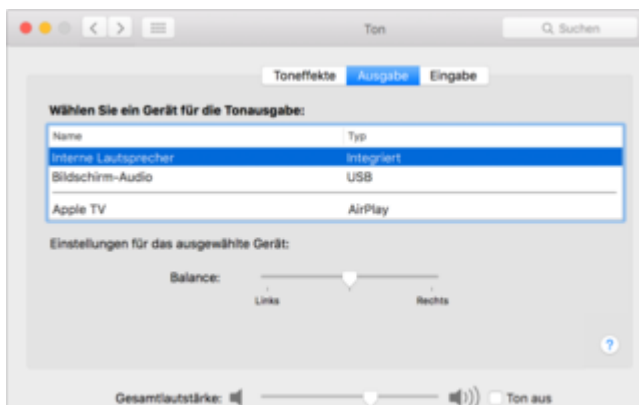 Ton
Suchen
Toneffekte Ausgabe Eingabe
Wählen Sie ein Gerät für die Tonausgabe:
Name Typ
Interne Lautsprecher Integriert
Bildschirm-Audio USB
Apple TV AirPlay
Einstellungen für das ausgewählte Gerät:
Balance:
Links Rechts
?
Gesamtlautstärke: Ton aus